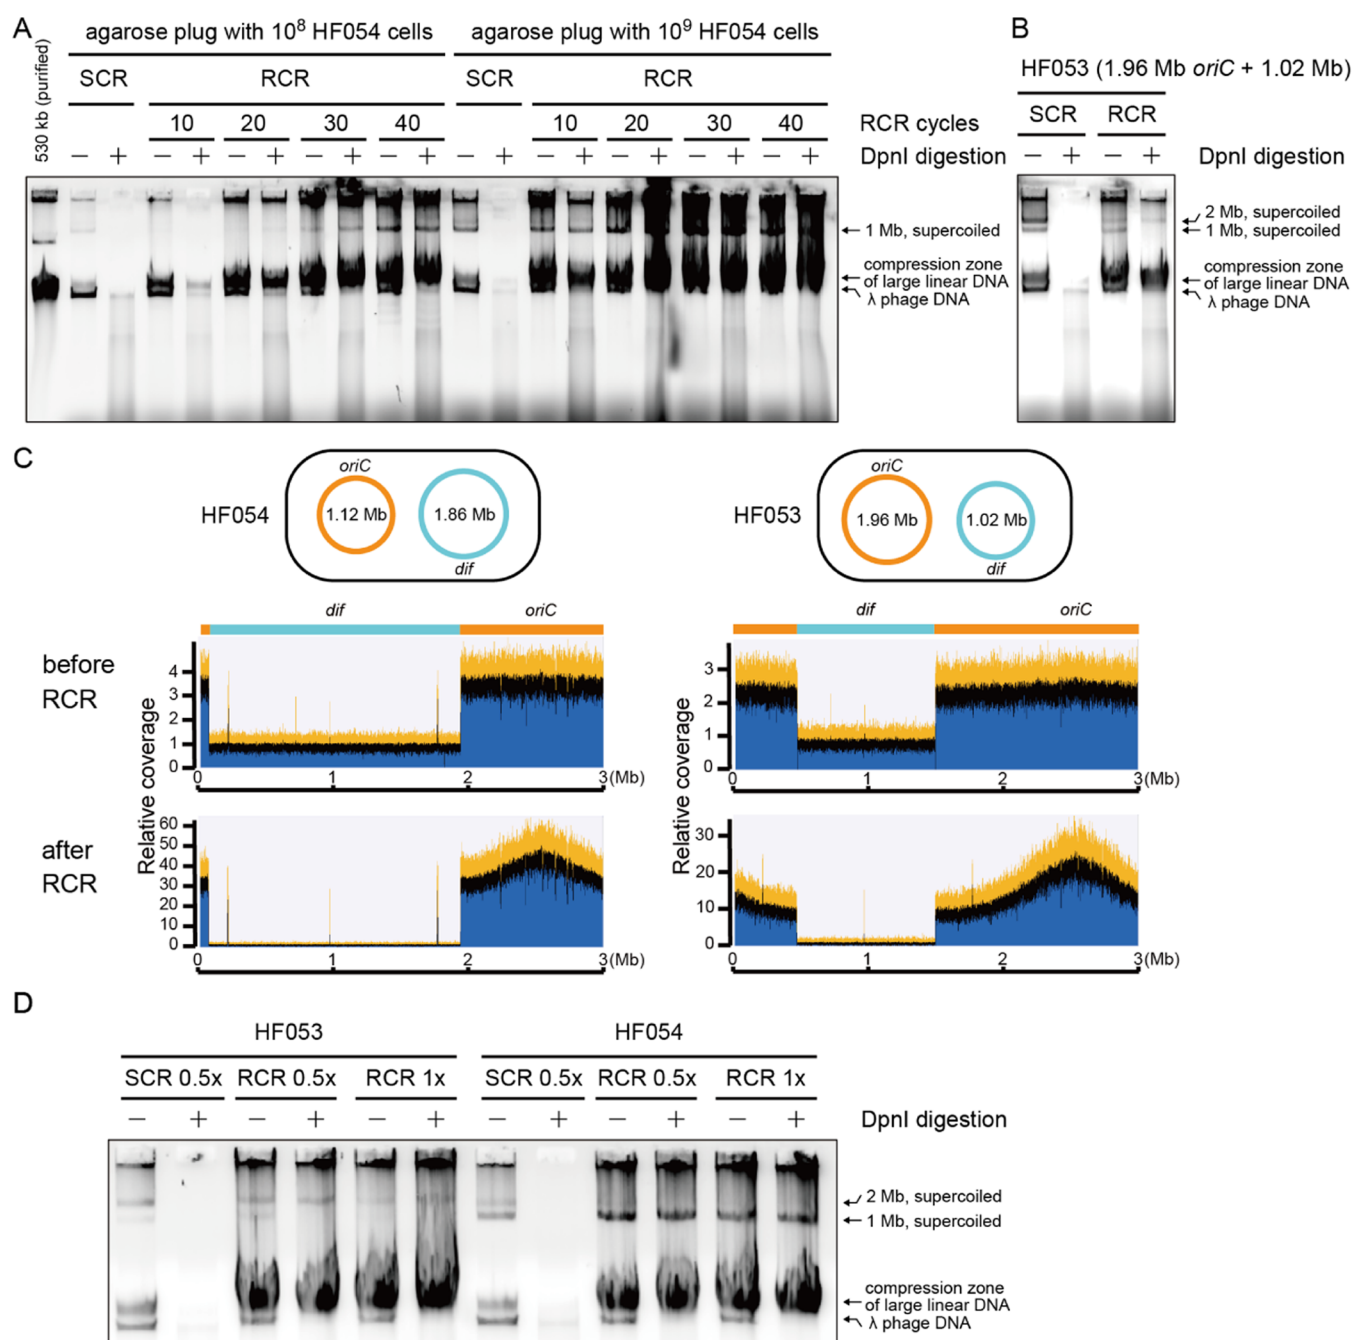 A
agarose plug with 10⁸ HF054 cells
agarose plug with 10⁹ HF054 cells
530 kb (purified)
SCR
RCR
SCR
RCR
10
20
30
40
10
20
30
40
RCR cycles
− + − + − + − + − + − + − + − + − + − +
DpnI digestion
1 Mb, supercoiled
compression zone
of large linear DNA
λ phage DNA
B
HF053 (1.96 Mb oriC + 1.02 Mb)
SCR
RCR
− + − +
DpnI digestion
2 Mb, supercoiled
1 Mb, supercoiled
compression zone
of large linear DNA
λ phage DNA
C
HF054
oriC
1.12 Mb
1.86 Mb
dif
HF053
oriC
1.96 Mb
1.02 Mb
dif
before
RCR
dif
oriC
Relative coverage
4
3
2
1
0
0
1
2
3 (Mb)
dif
oriC
Relative coverage
3
2
1
0
0
1
2
3 (Mb)
after
RCR
60
50
40
30
20
10
0
0
1
2
3 (Mb)
30
20
10
0
0
1
2
3 (Mb)
D
HF053
HF054
SCR 0.5x
RCR 0.5x
RCR 1x
SCR 0.5x
RCR 0.5x
RCR 1x
− + − + − + − + − + − +
DpnI digestion
2 Mb, supercoiled
1 Mb, supercoiled
compression zone
of large linear DNA
λ phage DNA